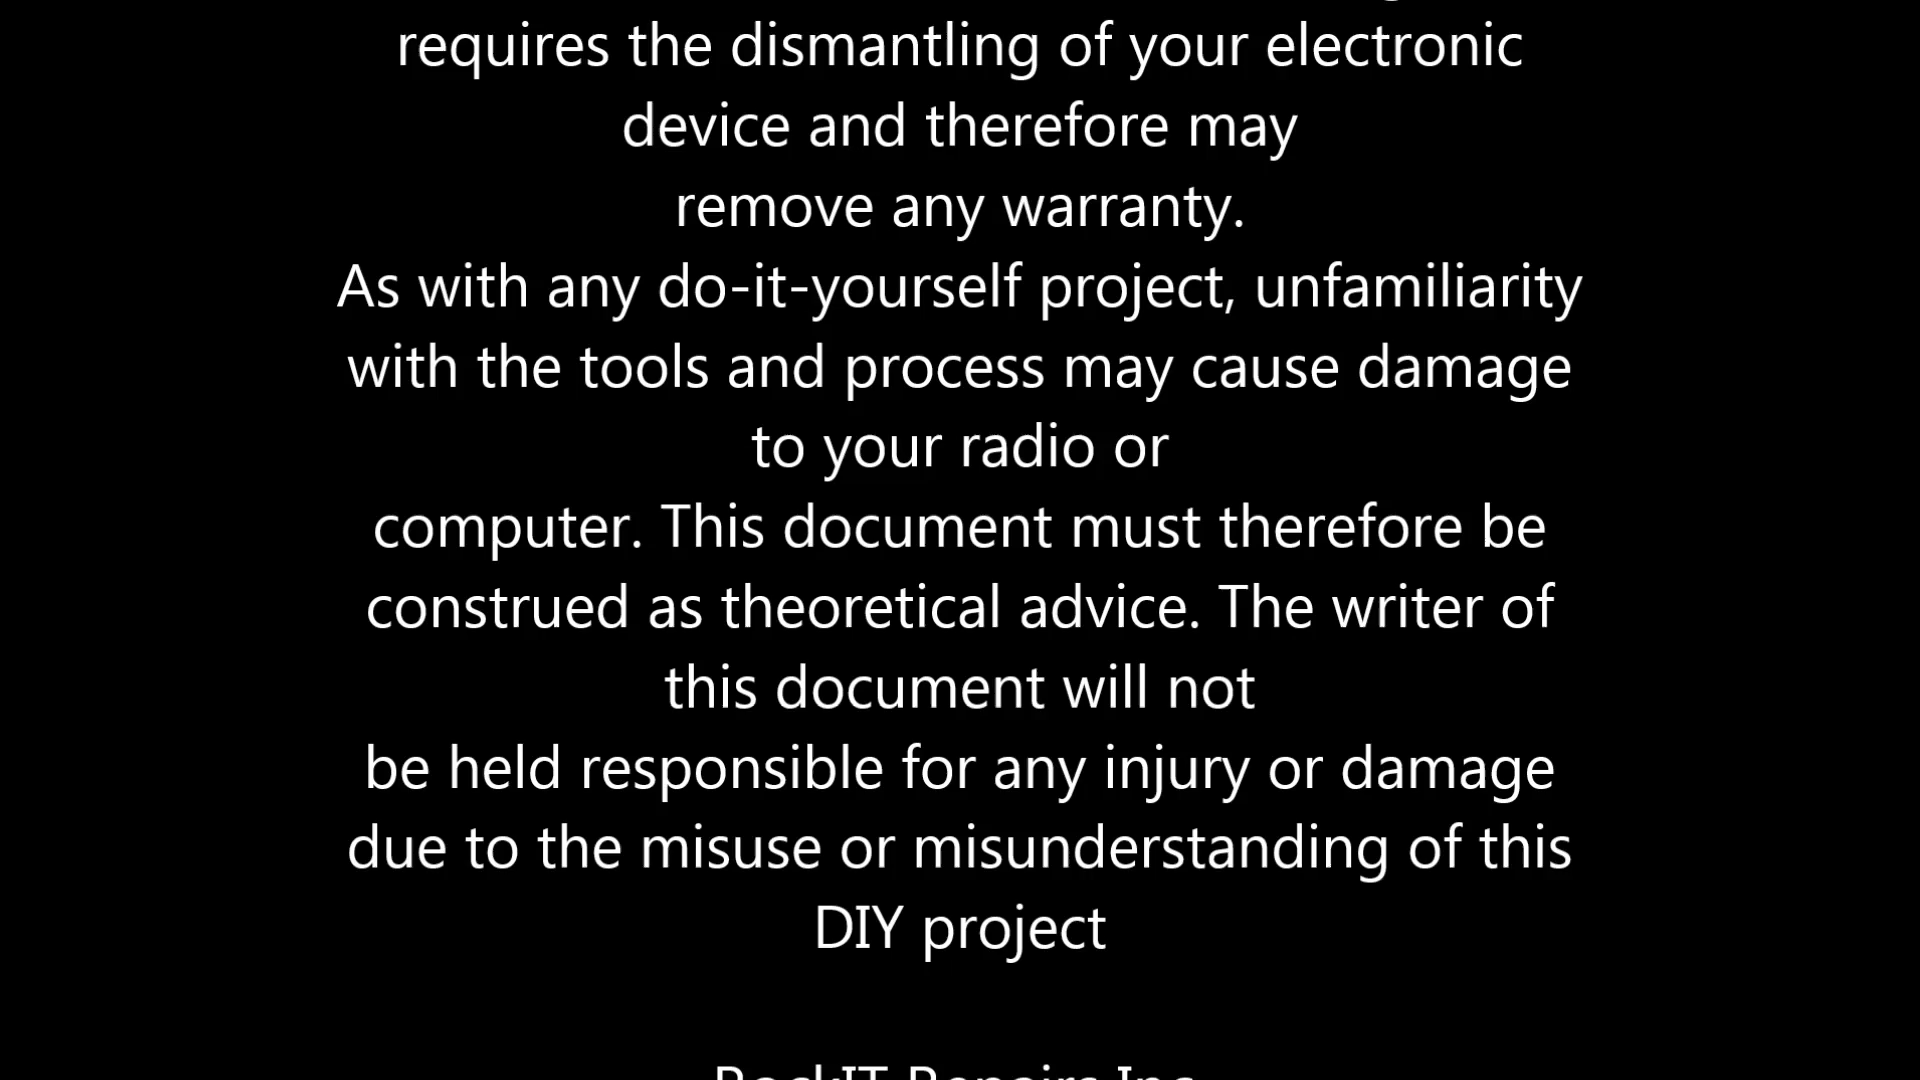 requires the dismantling of your electronic
device and therefore may
remove any warranty.
As with any do-it-yourself project, unfamiliarity
with the tools and process may cause damage
to your radio or
computer. This document must therefore be
construed as theoretical advice. The writer of
this document will not
be held responsible for any injury or damage
due to the misuse or misunderstanding of this
DIY project
RockIT Repairs Inc